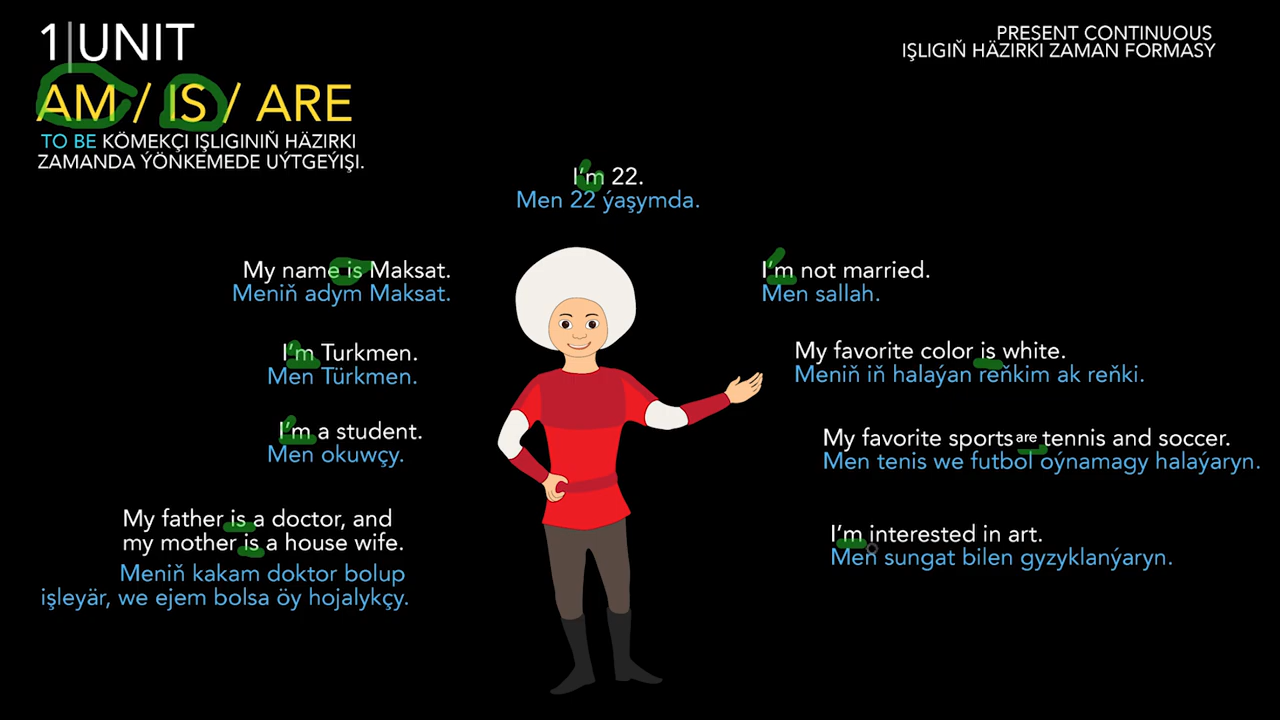 1|UNIT
AM / IS / ARE
TO BE KÖMEKÇI IŞLIGINIŇ HÄZIRKI
ZAMANDA ÝÖNKEMEDE UÝTGEÝIŞI.
PRESENT CONTINUOUS
IŞLIGIŇ HÄZIRKI ZAMAN FORMASY
I'm 22.
Men 22 ýaşymda.
My name is Maksat.
Meniň adym Maksat.
I'm Turkmen.
Men Türkmen.
I'm a student.
Men okuwçy.
My father is a doctor, and
my mother is a house wife.
Meniň kakam doktor bolup
işleýär, we ejem bolsa öý hojalykçy.
I'm not married.
Men sallah.
My favorite color is white.
Meniň iň halaýan reňkim ak reňki.
My favorite sports are tennis and soccer.
Men tenis we futbol oýnamagy halaýaryn.
I'm interested in art.
Men sungat bilen gyzyklanýaryn.